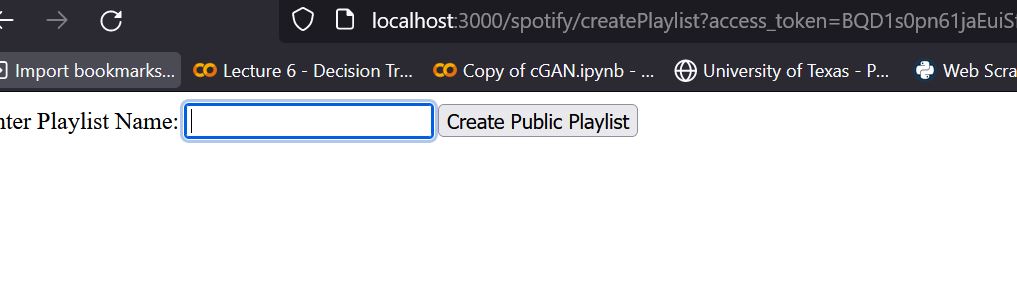 localhost:3000/spotify/createPlaylist?access_token=BQD1s0pn61jaEuiSt
Import bookmarks... Lecture 6 - Decision Tr... Copy of cGAN.ipynb - ... University of Texas - P... Web Scra
nter Playlist Name: Create Public Playlist